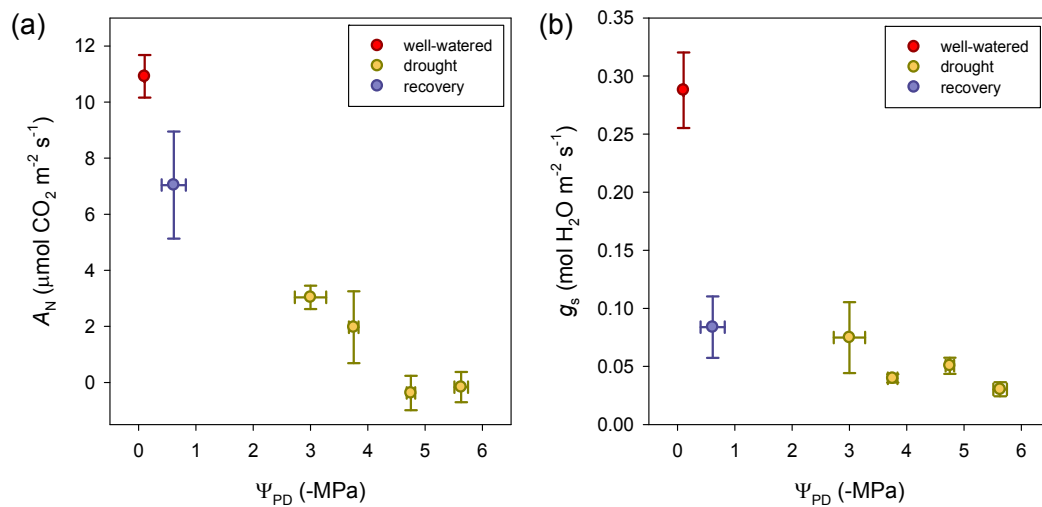 (a)
12
10
8
6
4
2
0
A_N (μmol CO₂ m⁻² s⁻¹)
well-watered
drought
recovery
0 1 2 3 4 5 6
Ψ_PD (-MPa)
(b)
0.35
0.30
0.25
0.20
0.15
0.10
0.05
0.00
g_s (mol H₂O m⁻² s⁻¹)
well-watered
drought
recovery
0 1 2 3 4 5 6
Ψ_PD (-MPa)